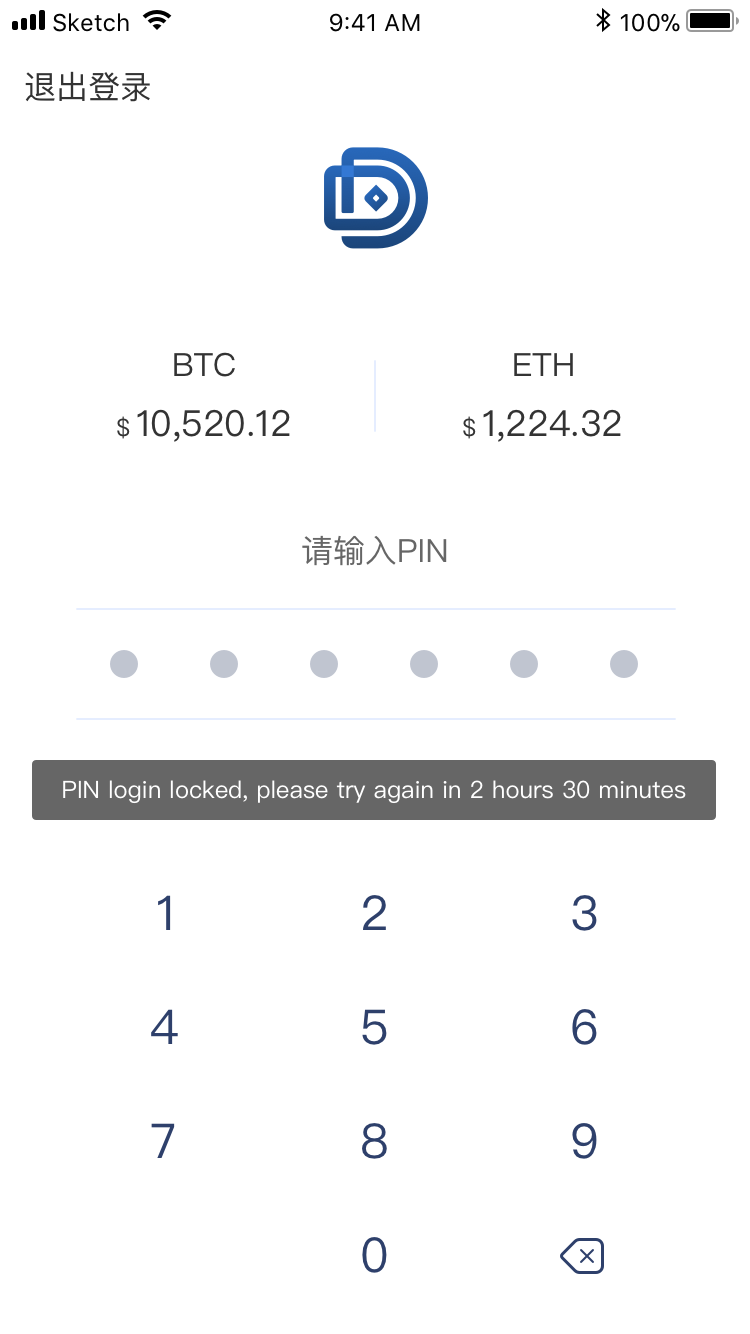 Sketch 9:41 AM 100%
退出登录
BTC ETH
$ 10,520.12 $ 1,224.32
请输入PIN
PIN login locked, please try again in 2 hours 30 minutes
1 2 3
4 5 6
7 8 9
0